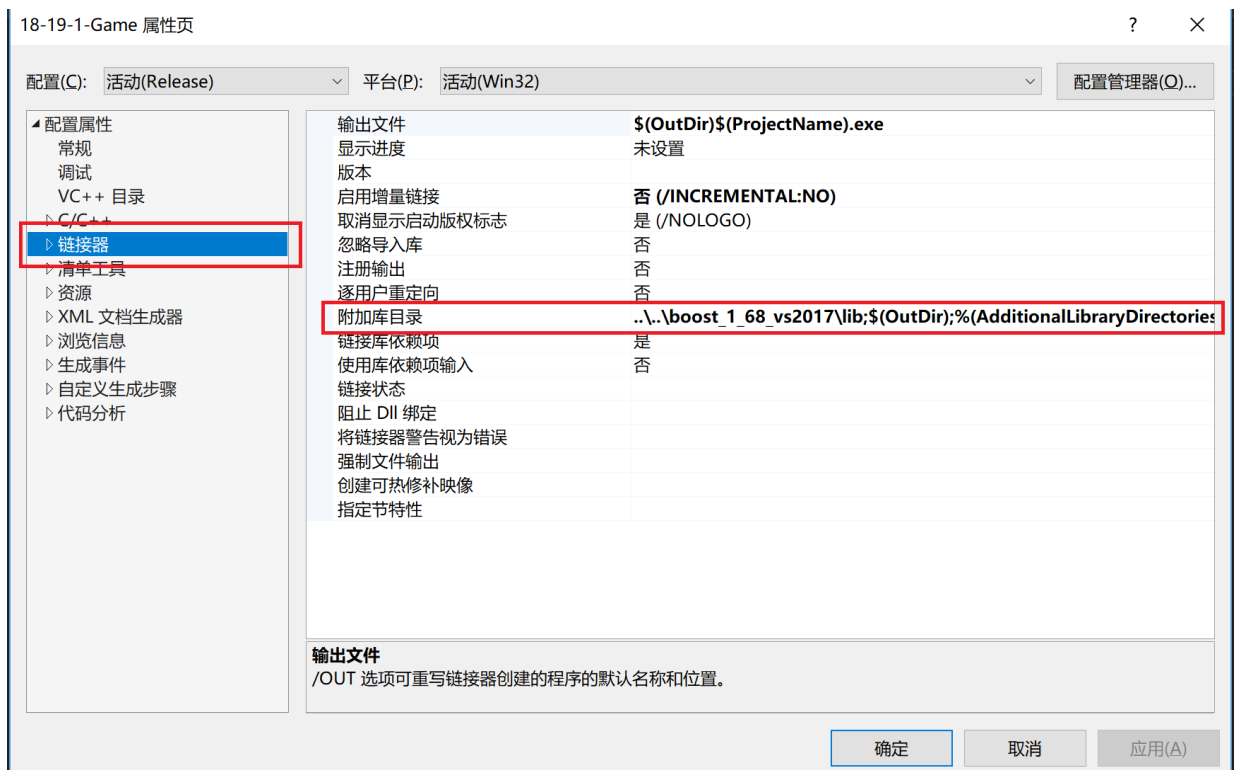 18-19-1-Game 属性页
?
配置(C): 活动(Release) 平台(P): 活动(Win32) 配置管理器(O)...
配置属性
常规
调试
VC++ 目录
C/C++
链接器
清单工具
资源
XML 文档生成器
浏览信息
生成事件
自定义生成步骤
代码分析
输出文件 $(OutDir)$(ProjectName).exe
显示进度 未设置
版本
启用增量链接 否 (/INCREMENTAL:NO)
取消显示启动版权标志 是 (/NOLOGO)
忽略导入库 否
注册输出 否
逐用户重定向 否
附加库目录 ..\..\boost_1_68_vs2017\lib;$(OutDir);%(AdditionalLibraryDirectories
链接库依赖项 是
使用库依赖项输入 否
链接状态
阻止 Dll 绑定
将链接器警告视为错误
强制文件输出
创建可热修补映像
指定节特性
输出文件
/OUT 选项可重写链接器创建的程序的默认名称和位置。
确定 取消 应用(A)